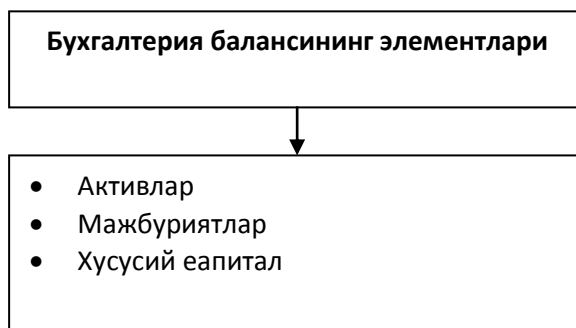 Бухгалтерия балансининг элементлари
• Активлар
• Мажбуриятлар
• Хусусий еапитал